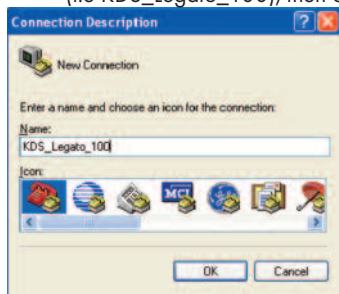 Connection Description
New Connection
Enter a name and choose an icon for the connection:
Name:
KDS_Legato_100
Icon:
MCI
OK
Cancel